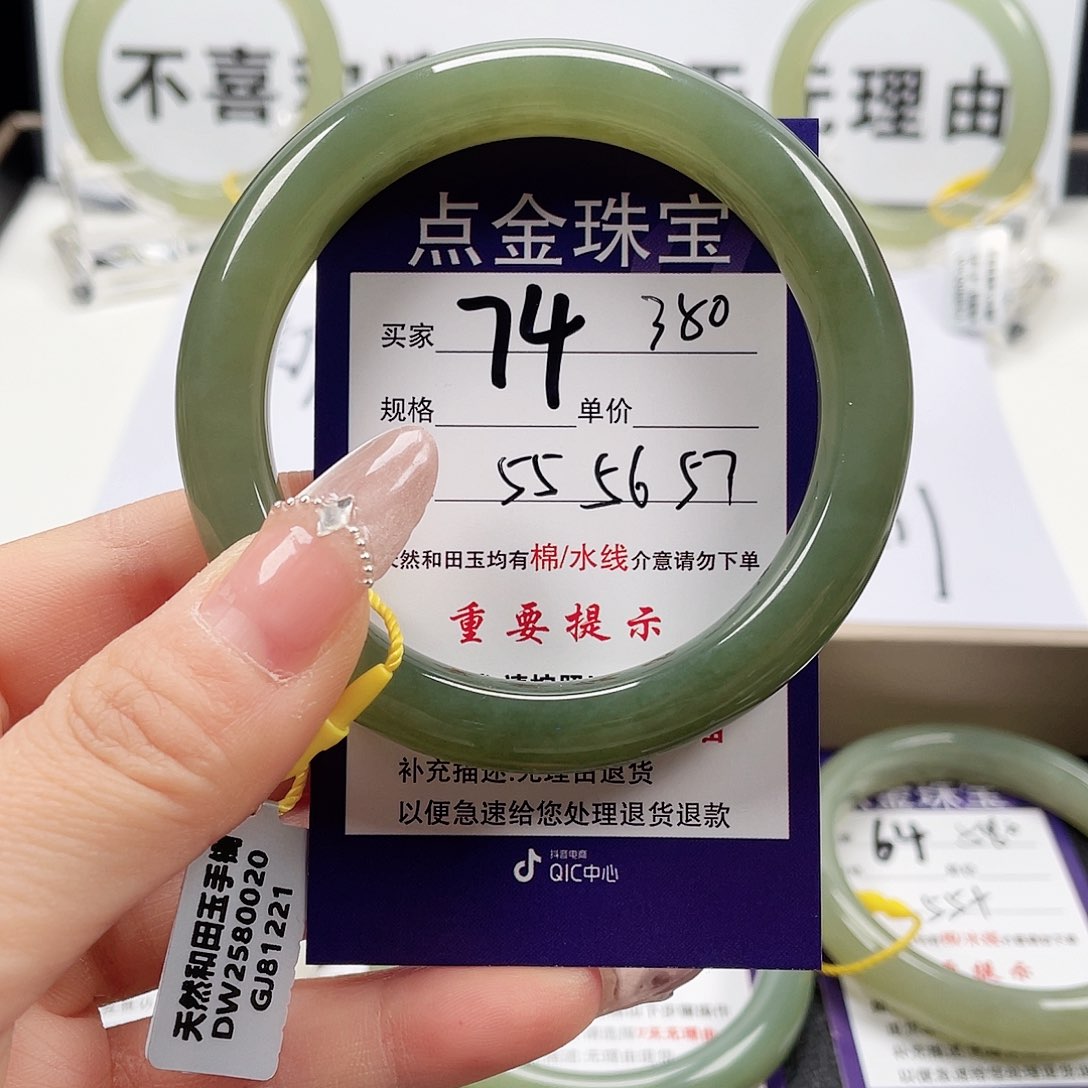 不喜
无理由
点金珠宝
买家 74 380
规格 单价
55 56 57
天然和田玉均有棉/水线介意请勿下单
重要提示
补充描述:无理由退货
以便急速给您处理退货退款
抖音电商
QIC中心
天然和田玉手镯
DW2580020
GJ81221
64